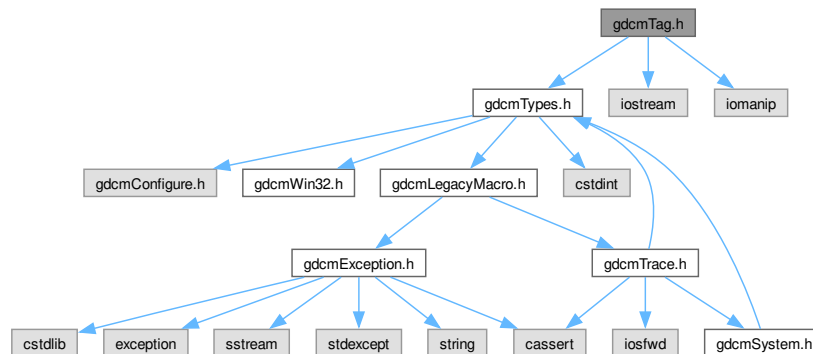 gdcmTag.h
gdcmTypes.h
iostream
iomanip
gdcmConfigure.h
gdcmWin32.h
gdcmLegacyMacro.h
cstdint
gdcmException.h
gdcmTrace.h
cstdlib
exception
sstream
stdexcept
string
cassert
iosfwd
gdcmSystem.h